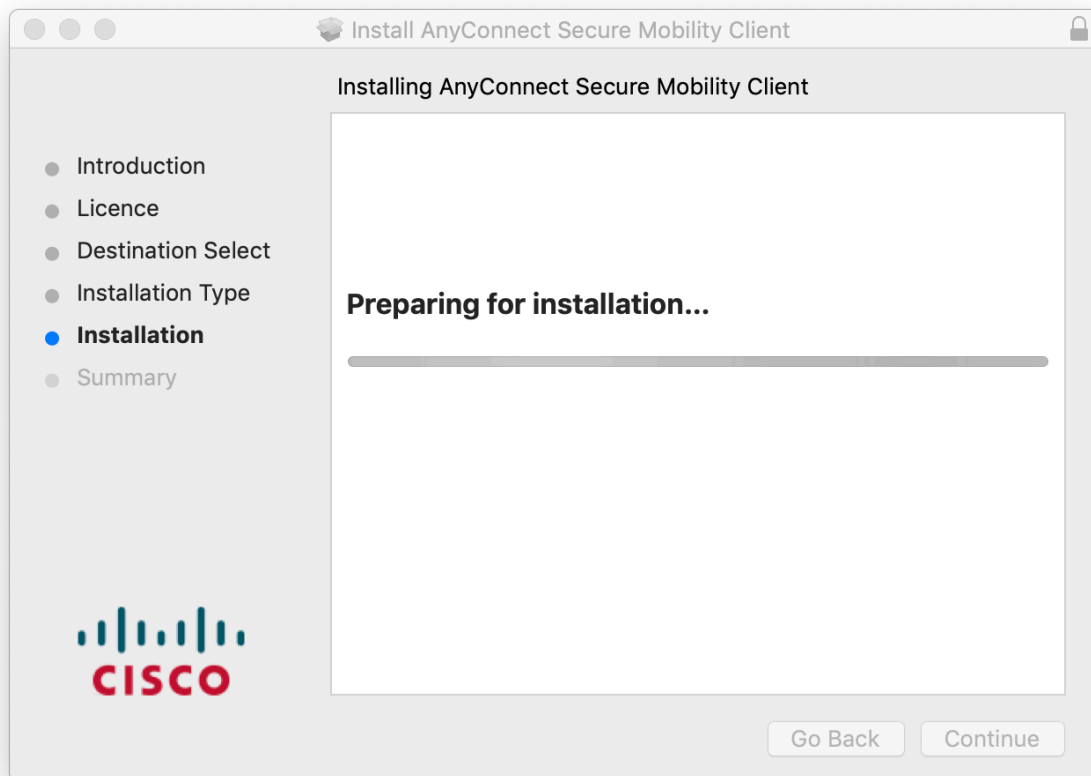 Install AnyConnect Secure Mobility Client
Installing AnyConnect Secure Mobility Client
Introduction
Licence
Destination Select
Installation Type
Installation
Summary
Preparing for installation...
CISCO
Go Back
Continue